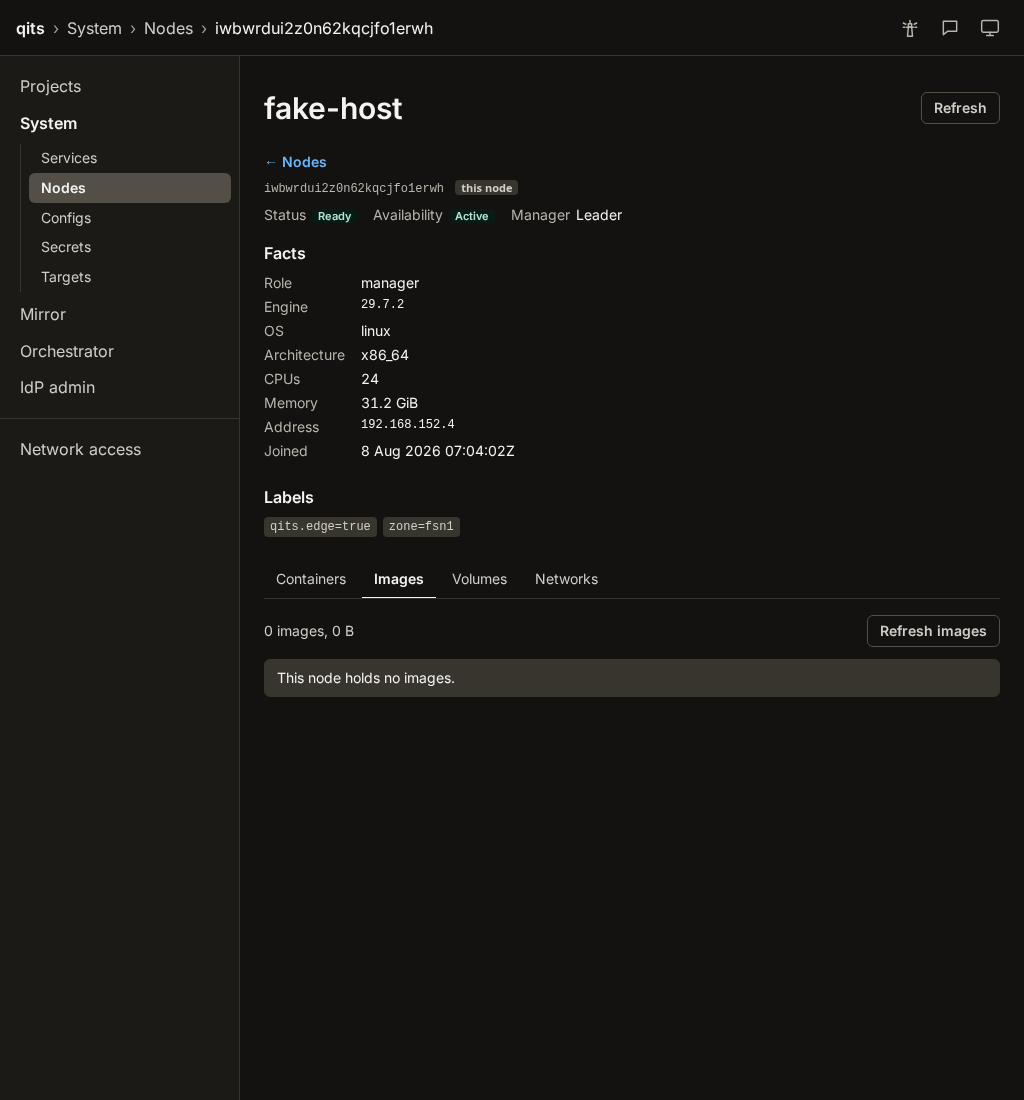 qits › System › Nodes › iwbwrdui2z0n62kqcjfo1erwh
Projects
System
Services
Nodes
Configs
Secrets
Targets
Mirror
Orchestrator
IdP admin
Network access
fake-host
Refresh
← Nodes
iwbwrdui2z0n62kqcjfo1erwh this node
Status Ready Availability Active Manager Leader
Facts
Role manager
Engine 29.7.2
OS linux
Architecture x86_64
CPUs 24
Memory 31.2 GiB
Address 192.168.152.4
Joined 8 Aug 2026 07:04:02Z
Labels
qits.edge=true zone=fsn1
Containers Images Volumes Networks
0 images, 0 B
Refresh images
This node holds no images.